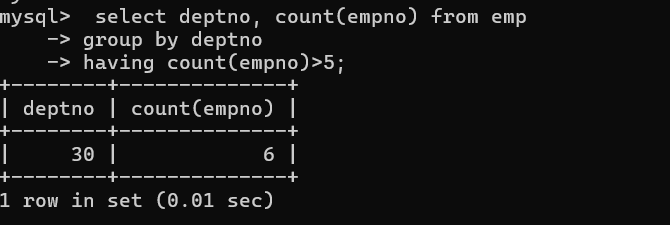 mysql>  select deptno, count(empno) from emp
    -> group by deptno
    -> having count(empno)>5;
+--------+--------------+
| deptno | count(empno) |
+--------+--------------+
|     30 |            6 |
+--------+--------------+
1 row in set (0.01 sec)